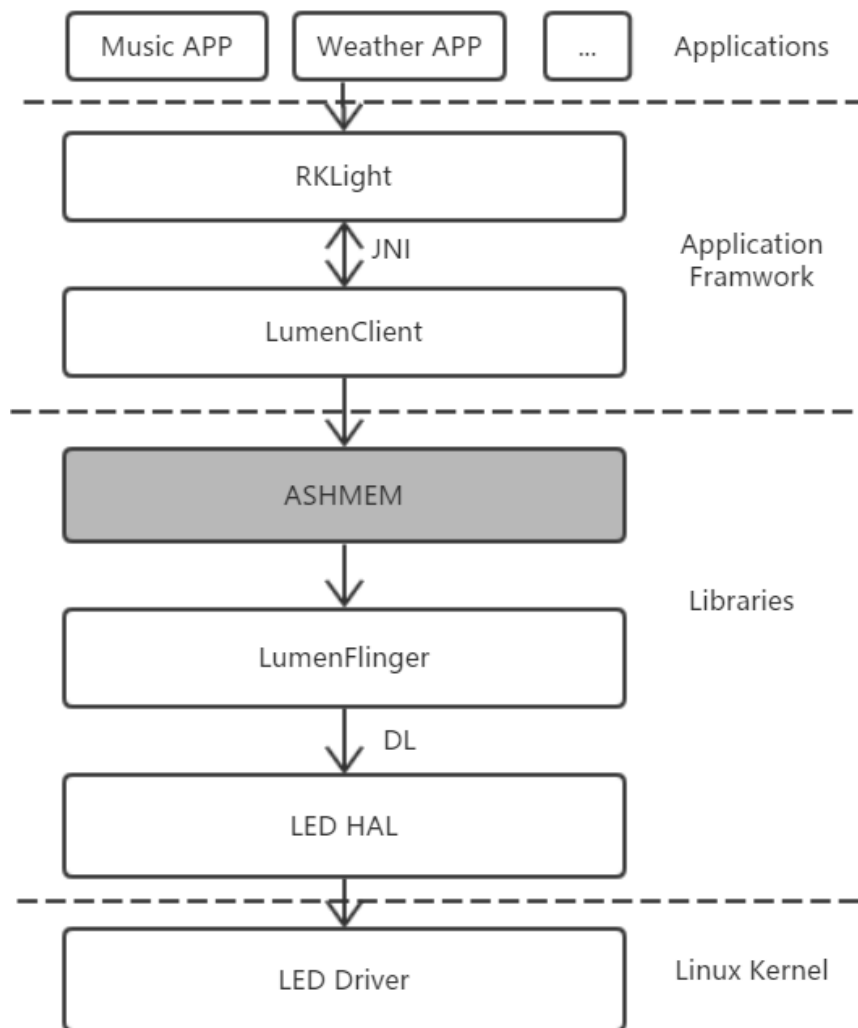 Music APP
Weather APP
...
Applications
RKLight
JNI
Application
Framwork
LumenClient
ASHMEM
Libraries
LumenFlinger
DL
LED HAL
LED Driver
Linux Kernel